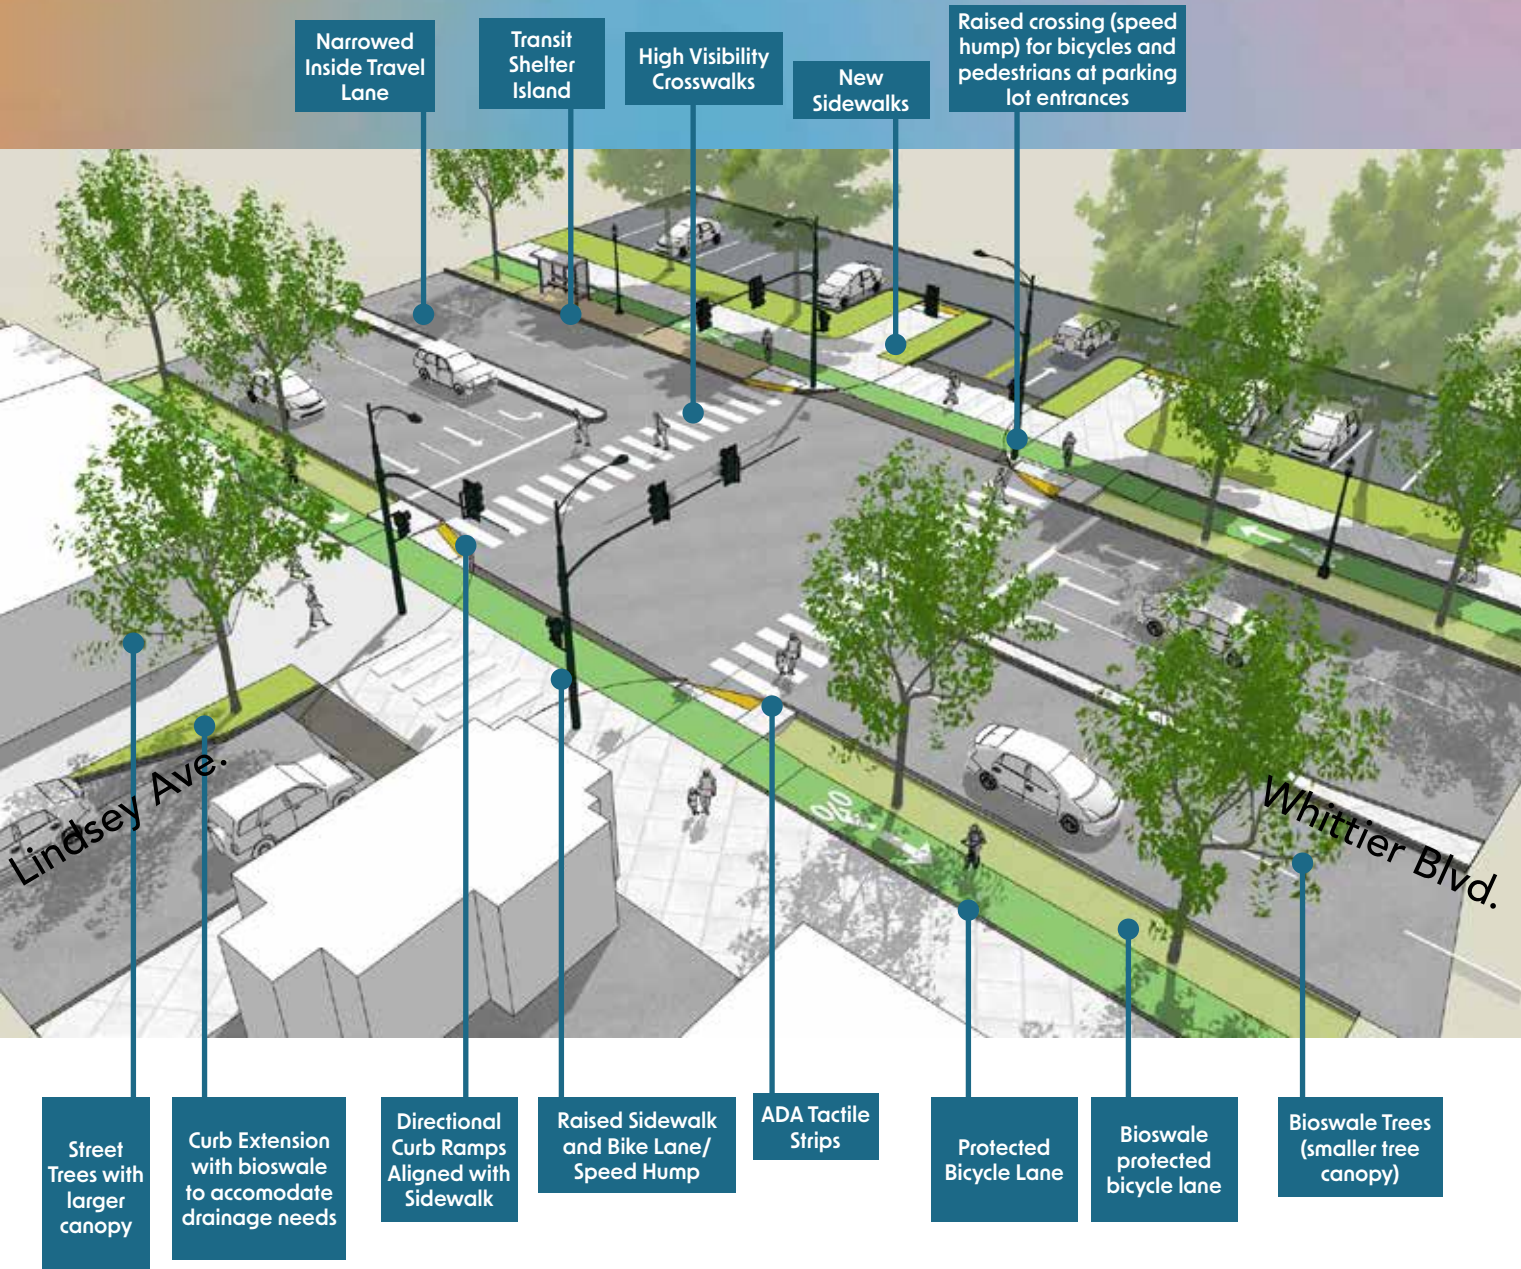 Narrowed
Inside Travel
Lane
Transit
Shelter
Island
High Visibility
Crosswalks
New
Sidewalks
Raised crossing (speed
hump) for bicycles and
pedestrians at parking
lot entrances
Lindsey Ave.
Whittier Blvd.
Street
Trees with
larger
canopy
Curb Extension
with bioswale
to accomodate
drainage needs
Directional
Curb Ramps
Aligned with
Sidewalk
Raised Sidewalk
and Bike Lane/
Speed Hump
ADA Tactile
Strips
Protected
Bicycle Lane
Bioswale
protected
bicycle lane
Bioswale Trees
(smaller tree
canopy)